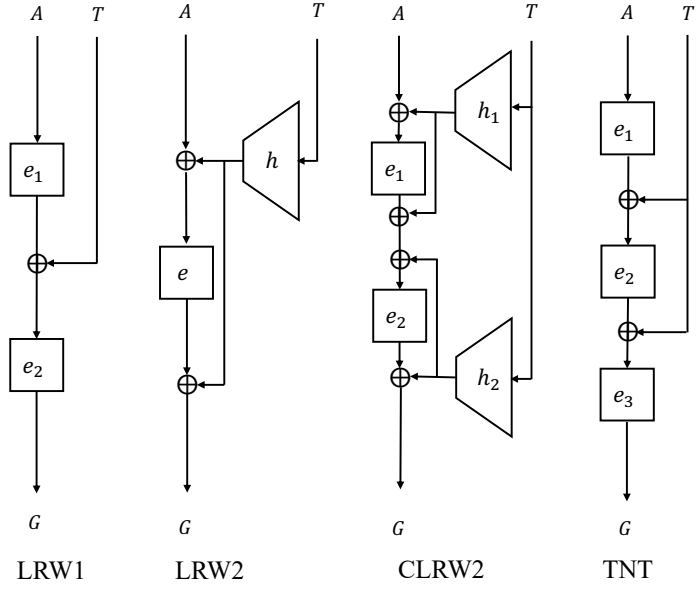 A T A T A T A T
h₁
e₁ h e₁ e₁
e e₂
e₂ e₂ h₂ e₃
G G G G
LRW1 LRW2 CLRW2 TNT